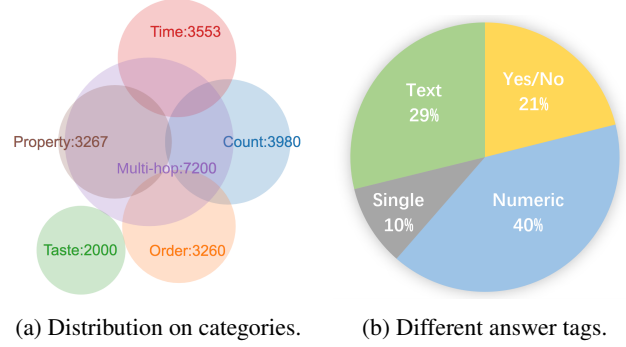 Time:3553
Property:3267
Count:3980
Multi-hop:7200
Taste:2000
Order:3260
(a) Distribution on categories.
Text
29%
Yes/No
21%
Single
10%
Numeric
40%
(b) Different answer tags.